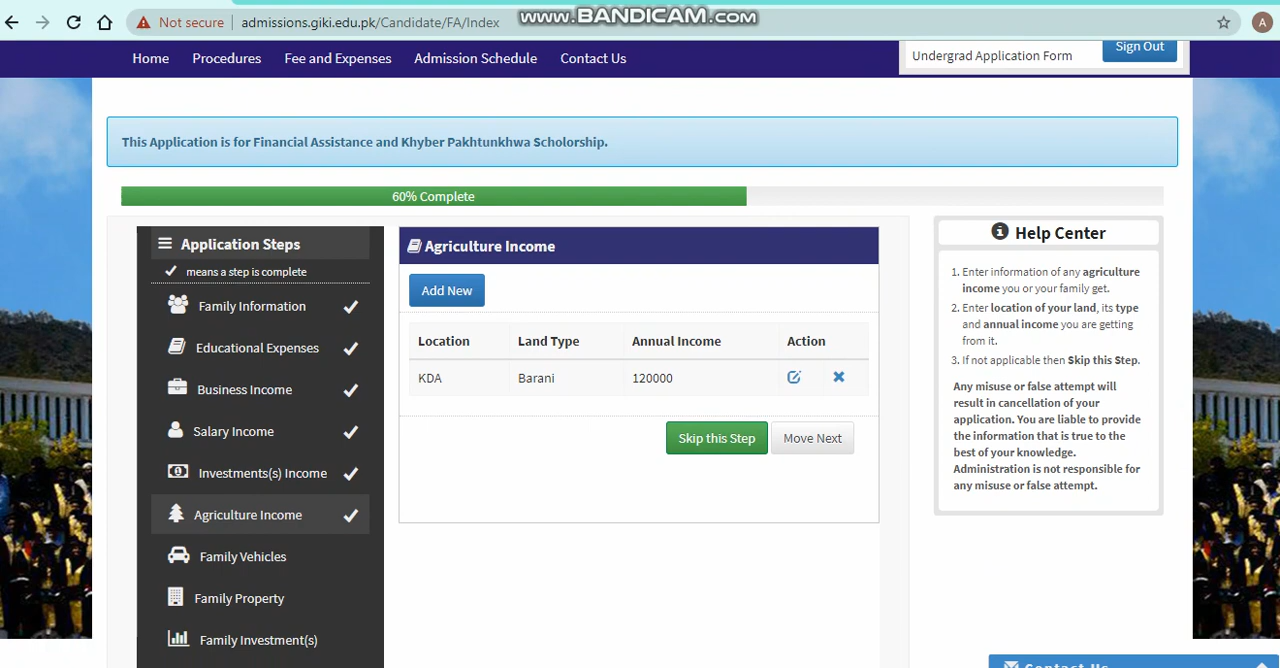 www.BANDICAM.com
Not secure | admissions.giki.edu.pk/Candidate/FA/Index
A
Home Procedures Fee and Expenses Admission Schedule Contact Us
Undergrad Application Form
Sign Out
This Application is for Financial Assistance and Khyber Pakhtunkhwa Scholorship.
60% Complete
Application Steps
means a step is complete
Family Information
Educational Expenses
Business Income
Salary Income
Investments(s) Income
Agriculture Income
Family Vehicles
Family Property
Family Investment(s)
Agriculture Income
Add New
Location Land Type Annual Income Action
KDA Barani 120000
Skip this Step Move Next
Help Center
1. Enter information of any agriculture
income you or your family get.
2. Enter location of your land, its type
and annual income you are getting
from it.
3. If not applicable then Skip this Step.
Any misuse or false attempt will
result in cancellation of your
application. You are liable to provide
the information that is true to the
best of your knowledge.
Administration is not responsible for
any misuse or false attempt.
Contact Us